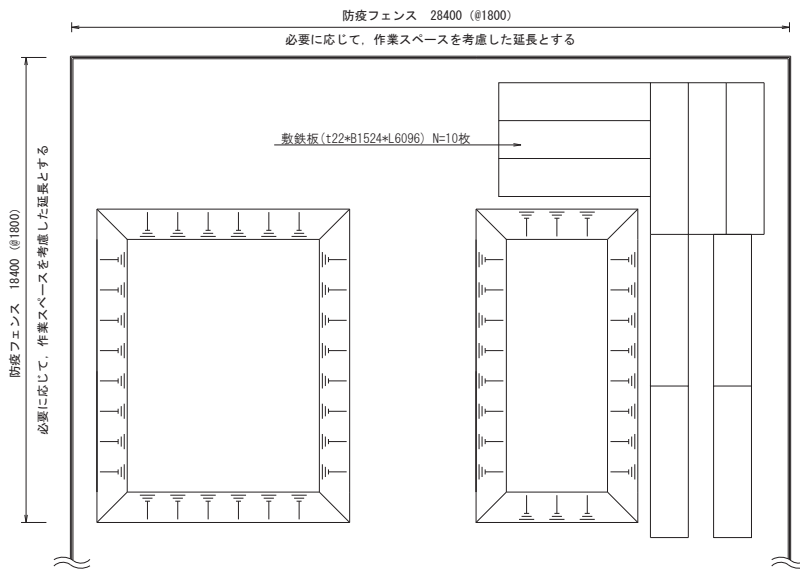 防疫フェンス 28400 (@1800)
必要に応じて,作業スペースを考慮した延長とする
敷鉄板(t22*B1524*L6096) N=10枚
防疫フェンス 18400 (@1800)
必要に応じて,作業スペースを考慮した延長とする